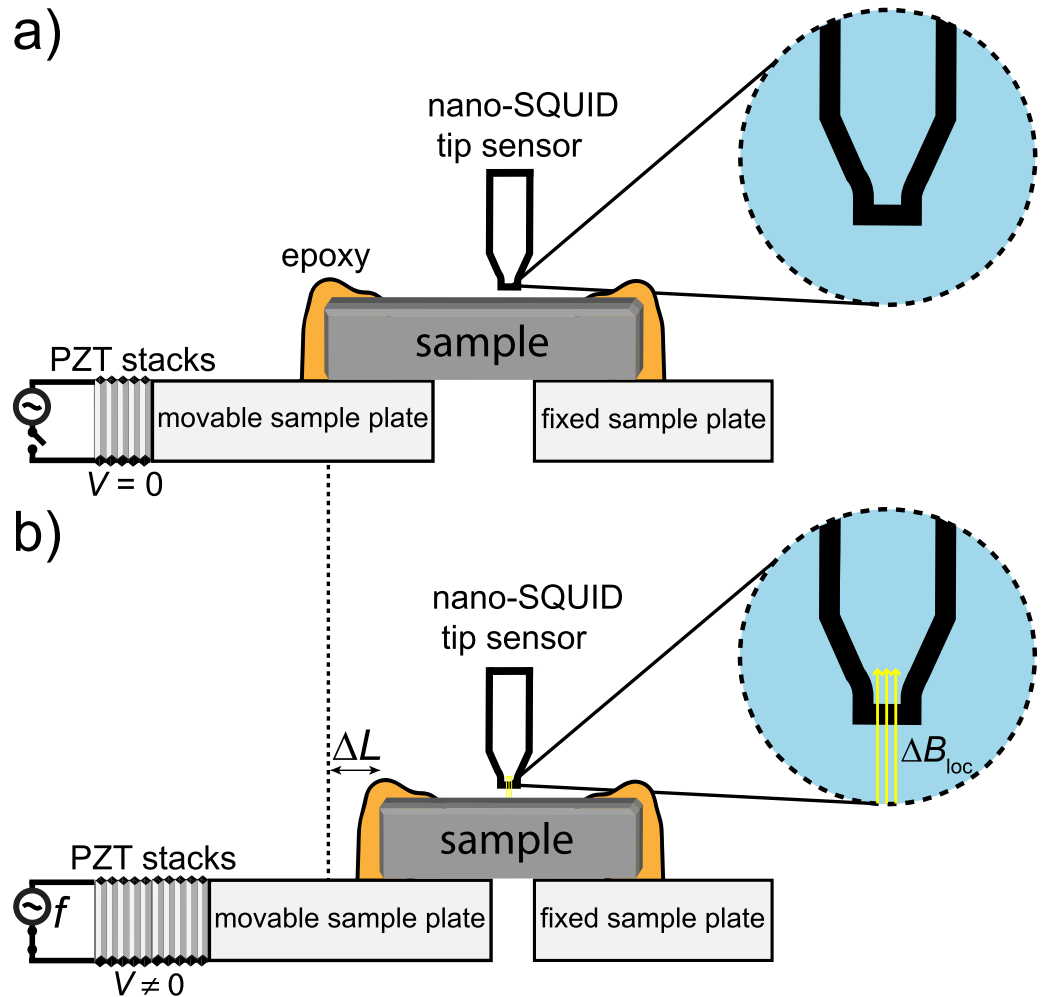 a)
nano-SQUID
tip sensor
epoxy
sample
PZT stacks
movable sample plate
fixed sample plate
V = 0
b)
nano-SQUID
tip sensor
ΔL
ΔB_loc
sample
PZT stacks
f
movable sample plate
fixed sample plate
V ≠ 0